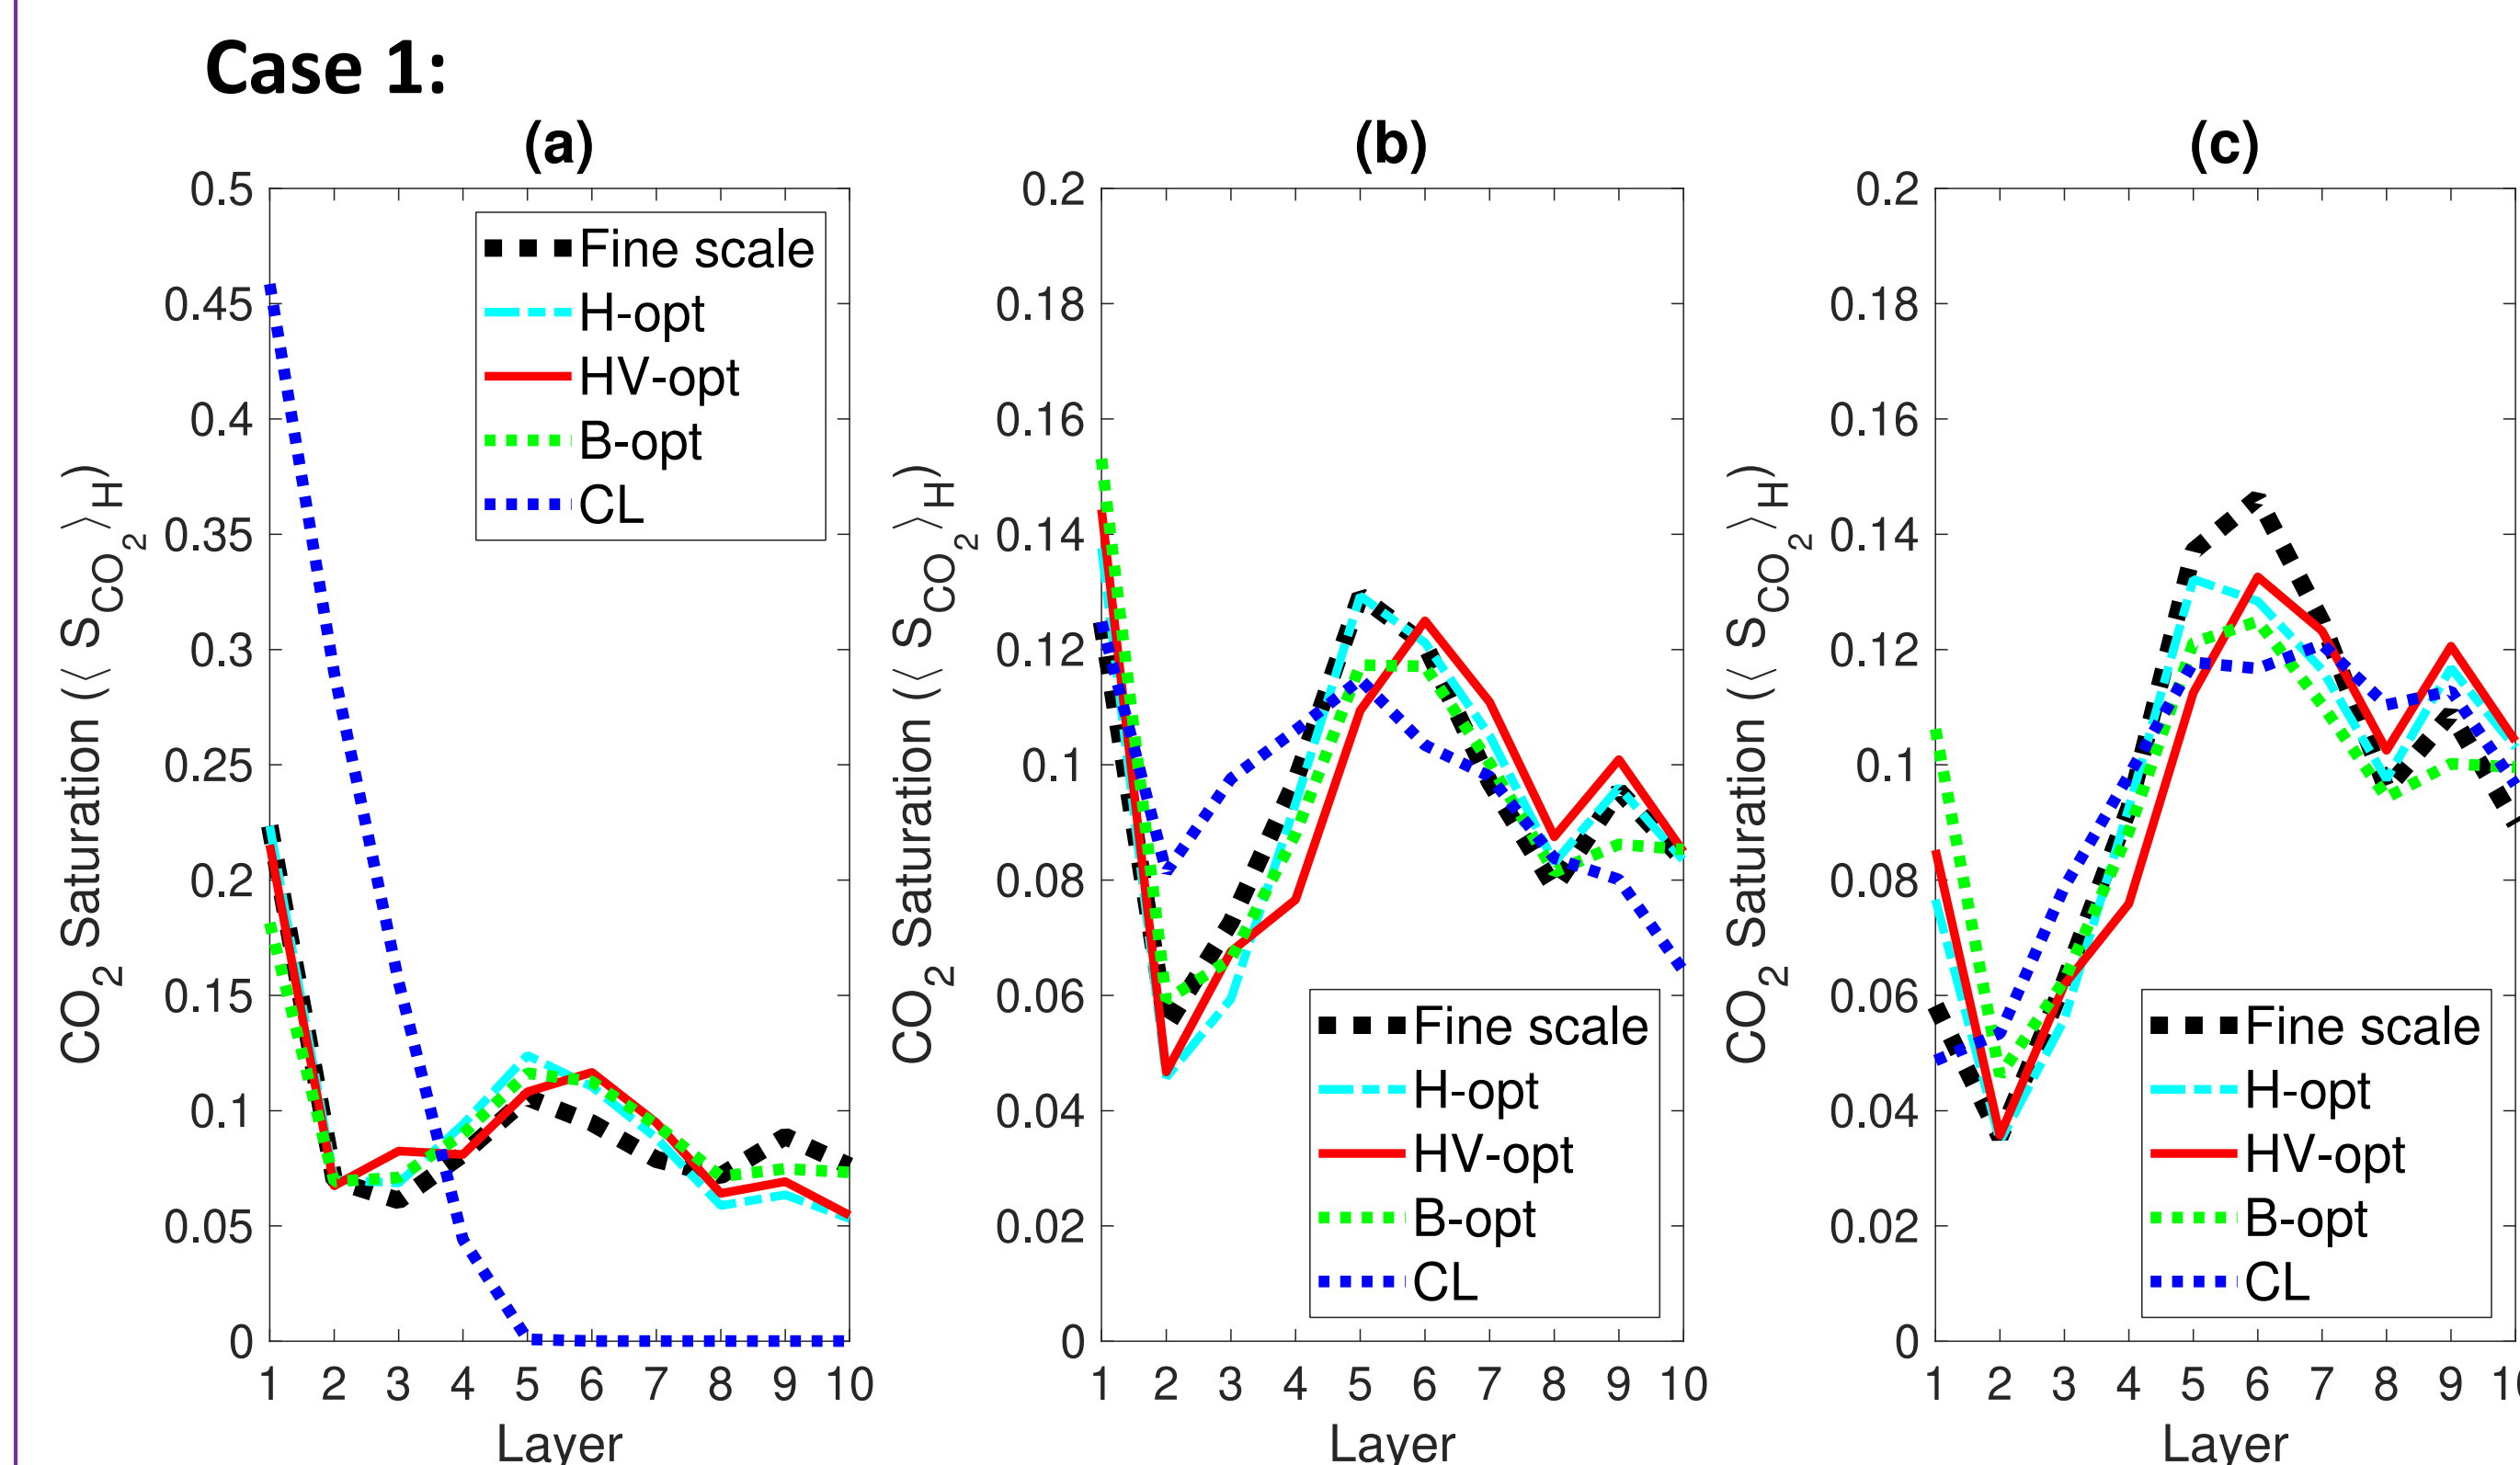 Case 1:
(a)
0.5
0.45
0.4
0.35
0.3
0.25
0.2
0.15
0.1
0.05
0
CO2 Saturation (⟨ SCO2⟩H)
Fine scale
H-opt
HV-opt
B-opt
CL
1 2 3 4 5 6 7 8 9 10
Layer
(b)
0.2
0.18
0.16
0.14
0.12
0.1
0.08
0.06
0.04
0.02
0
CO2 Saturation (⟨ SCO2⟩H)
Fine scale
H-opt
HV-opt
B-opt
CL
1 2 3 4 5 6 7 8 9 10
Layer
(c)
0.2
0.18
0.16
0.14
0.12
0.1
0.08
0.06
0.04
0.02
0
CO2 Saturation (⟨ SCO2⟩H)
Fine scale
H-opt
HV-opt
B-opt
CL
1 2 3 4 5 6 7 8 9 10
Layer